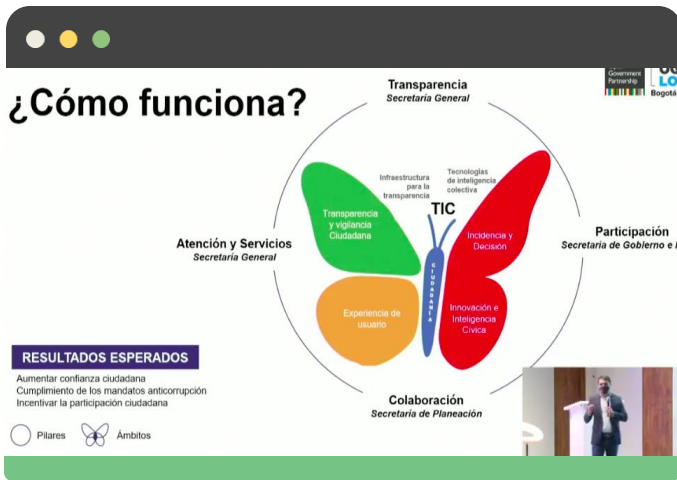 Transparencia
Secretaría General
Government
Partnership
Bogotá
¿Cómo funciona?
Infraestructura
para la
transparencia
Tecnologías
de inteligencia
colectiva
TIC
Transparencia
y vigilancia
Ciudadana
Incidencia y
Decisión
Atención y Servicios
Secretaría General
Participación
Secretaría de Gobierno e
CIUDADANÍA
Experiencia de
usuario
Innovación e
Inteligencia
Cívica
RESULTADOS ESPERADOS
Aumentar confianza ciudadana
Cumplimiento de los mandatos anticorrupción
Incentivar la participación ciudadana
Colaboración
Secretaría de Planeación
Pilares
Ámbitos